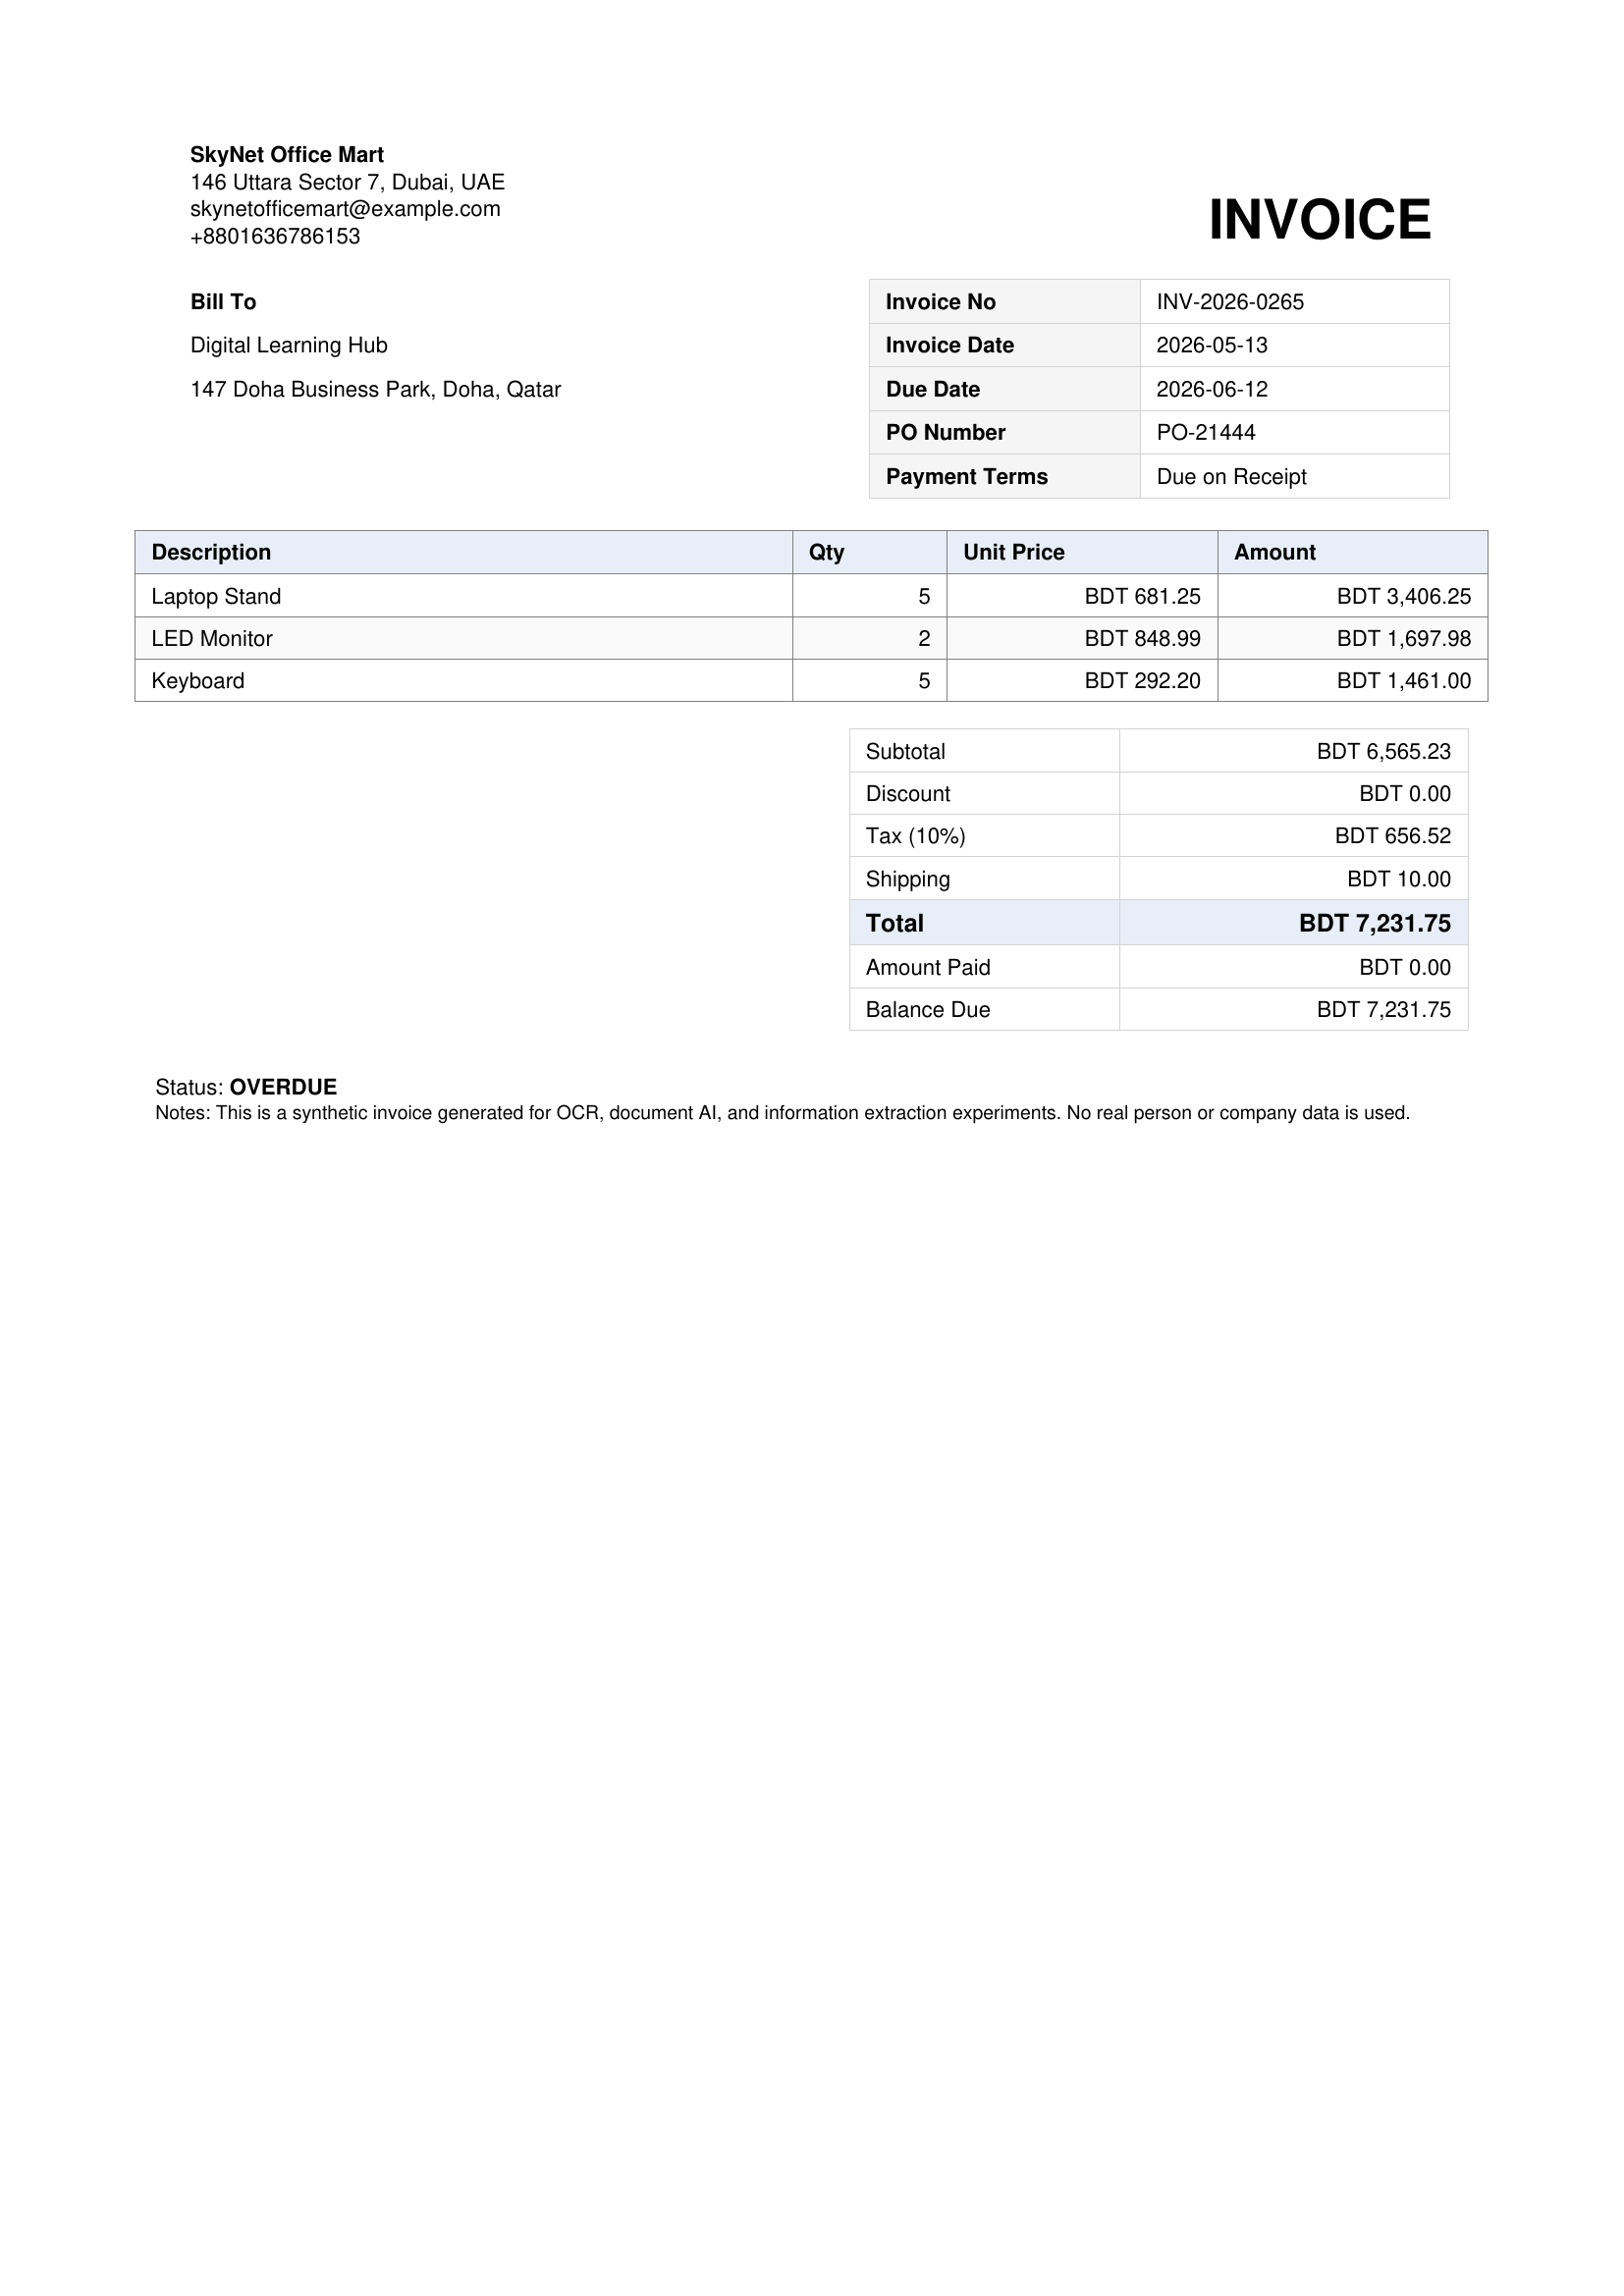 SkyNet Office Mart
146 Uttara Sector 7, Dubai, UAE
skynetofficemart@example.com
+8801636786153
INVOICE
Bill To
Digital Learning Hub
147 Doha Business Park, Doha, Qatar
Invoice No INV-2026-0265
Invoice Date 2026-05-13
Due Date 2026-06-12
PO Number PO-21444
Payment Terms Due on Receipt
Description Qty Unit Price Amount
Laptop Stand 5 BDT 681.25 BDT 3,406.25
LED Monitor 2 BDT 848.99 BDT 1,697.98
Keyboard 5 BDT 292.20 BDT 1,461.00
Subtotal BDT 6,565.23
Discount BDT 0.00
Tax (10%) BDT 656.52
Shipping BDT 10.00
Total BDT 7,231.75
Amount Paid BDT 0.00
Balance Due BDT 7,231.75
Status: OVERDUE
Notes: This is a synthetic invoice generated for OCR, document AI, and information extraction experiments. No real person or company data is used.